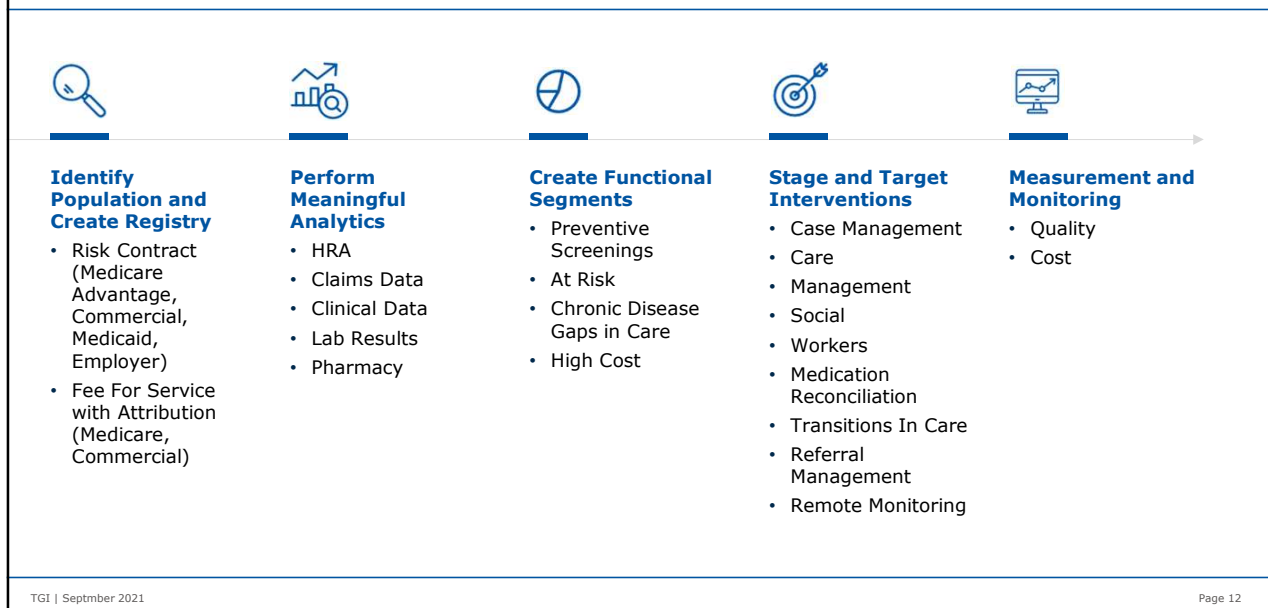 Identify
Population and
Create Registry
• Risk Contract
(Medicare
Advantage,
Commercial,
Medicaid,
Employer)
• Fee For Service
with Attribution
(Medicare,
Commercial)
Perform
Meaningful
Analytics
• HRA
• Claims Data
• Clinical Data
• Lab Results
• Pharmacy
Create Functional
Segments
• Preventive
Screenings
• At Risk
• Chronic Disease
Gaps in Care
• High Cost
Stage and Target
Interventions
• Case Management
• Care
• Management
• Social
• Workers
• Medication
Reconciliation
• Transitions In Care
• Referral
Management
• Remote Monitoring
Measurement and
Monitoring
• Quality
• Cost
TGI | Septmber 2021
Page 12